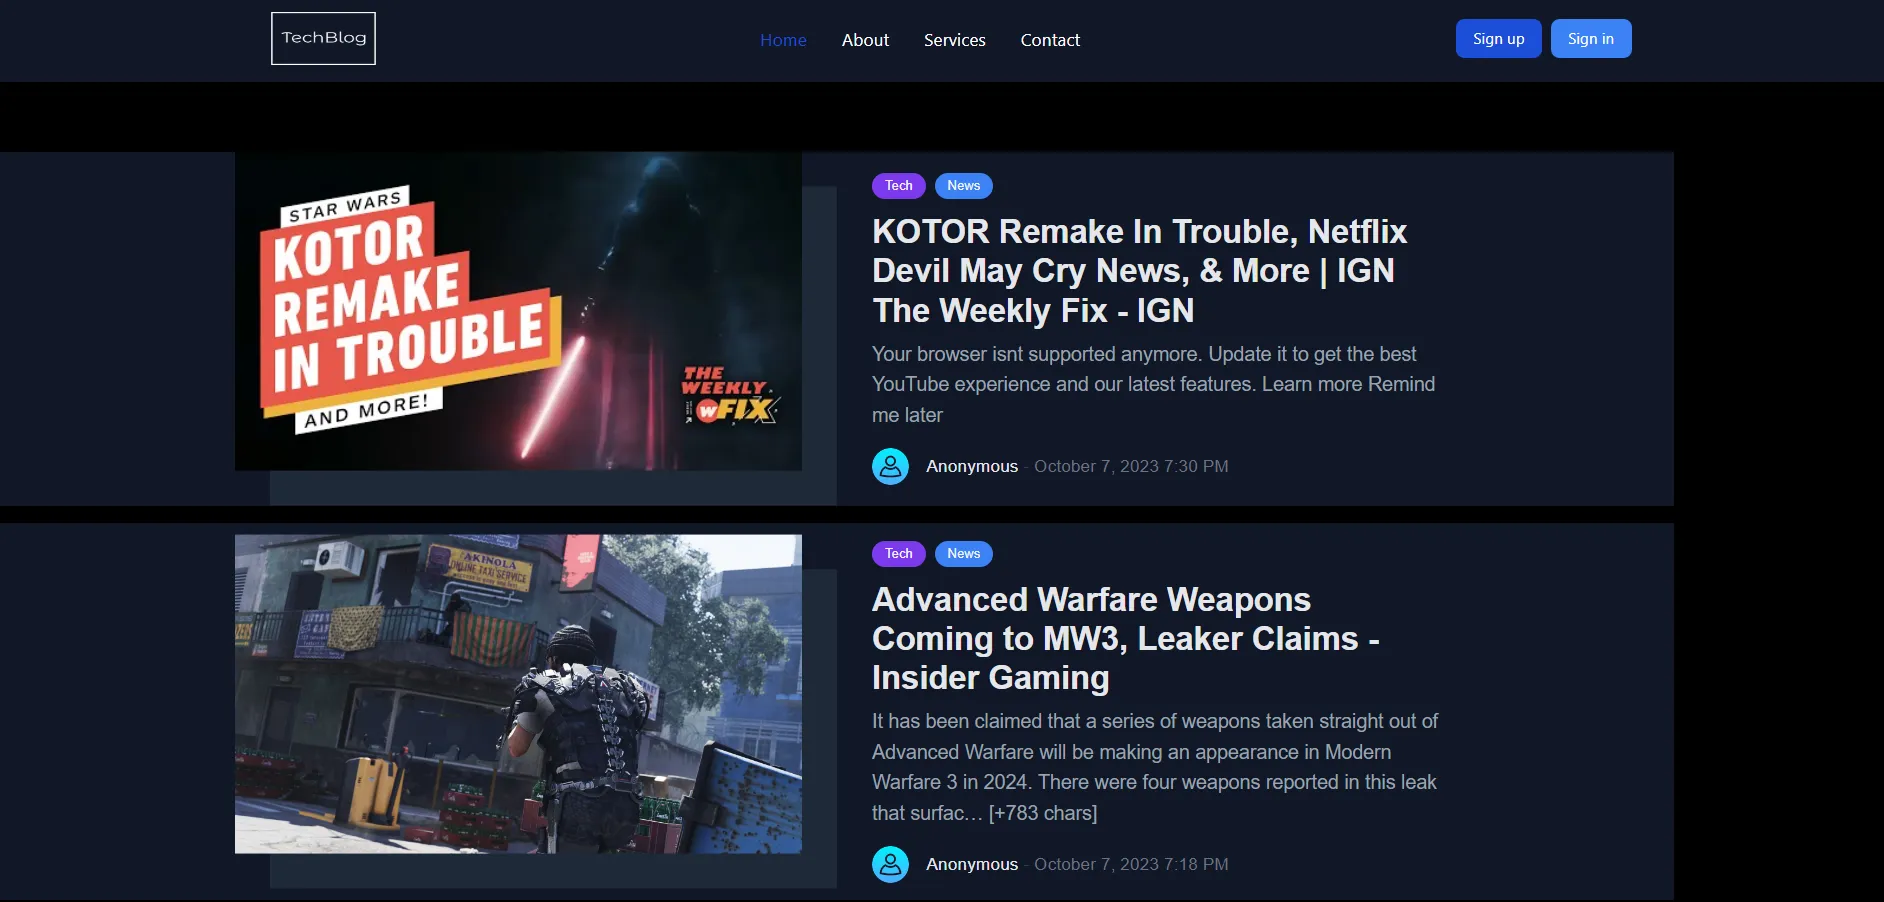 TechBlog
Home
About
Services
Contact
Sign up
Sign in
STAR WARS
KOTOR
REMAKE
IN TROUBLE
AND MORE!
THE
WEEKLY
FIX
Tech
News
KOTOR Remake In Trouble, Netflix
Devil May Cry News, & More | IGN
The Weekly Fix - IGN
Your browser isnt supported anymore. Update it to get the best
YouTube experience and our latest features. Learn more Remind
me later
Anonymous - October 7, 2023 7:30 PM
AKINOLA
ONLINE TAXI SERVICE
Tech
News
Advanced Warfare Weapons
Coming to MW3, Leaker Claims -
Insider Gaming
It has been claimed that a series of weapons taken straight out of
Advanced Warfare will be making an appearance in Modern
Warfare 3 in 2024. There were four weapons reported in this leak
that surfac… [+783 chars]
Anonymous - October 7, 2023 7:18 PM